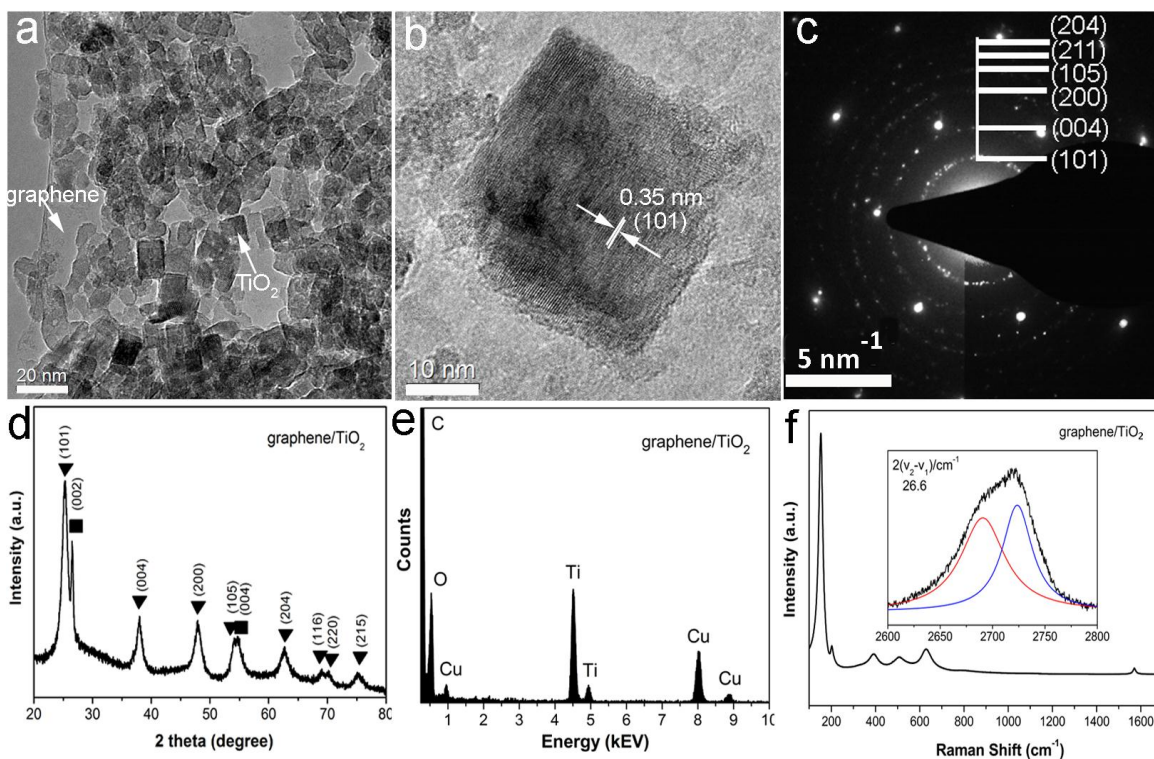 a
graphene
TiO2
20 nm
b
0.35 nm
(101)
10 nm
c
(204)
(211)
(105)
(200)
(004)
(101)
5 nm-1
d
graphene/TiO2
(101)
(002)
(004)
(200)
(105)
(004)
(204)
(116)
(220)
(215)
Intensity (a.u.)
20 30 40 50 60 70 80
2 theta (degree)
e
C
graphene/TiO2
O
Cu
Ti
Ti
Cu
Cu
Counts
1 2 3 4 5 6 7 8 9 10
Energy (kEV)
f
graphene/TiO2
2(v2-v1)/cm-1
26.6
2600 2650 2700 2750 2800
Intensity (a.u.)
200 400 600 800 1000 1200 1400 1600
Raman Shift (cm-1)